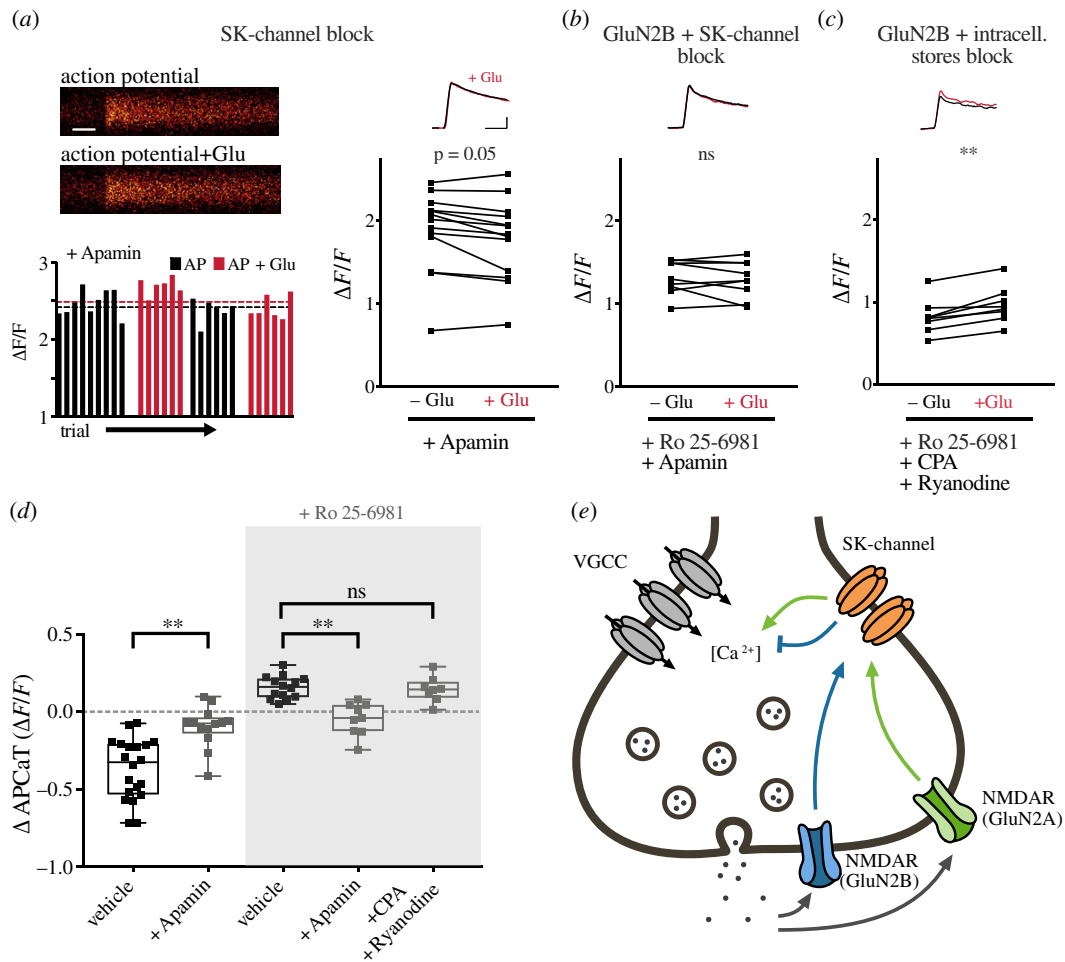 (a)
SK-channel block
action potential
action potential+Glu
+ Apamin
AP
AP + Glu
3
2
1
ΔF/F
trial
+ Glu
p = 0.05
2
1
0
ΔF/F
– Glu
+ Glu
+ Apamin
(b)
GluN2B + SK-channel
block
ns
2
1
0
ΔF/F
– Glu
+ Glu
+ Ro 25-6981
+ Apamin
(c)
GluN2B + intracell.
stores block
**
2
1
0
ΔF/F
– Glu
+Glu
+ Ro 25-6981
+ CPA
+ Ryanodine
(d)
+ Ro 25-6981
ns
**
**
0.5
0.0
–0.5
–1.0
Δ APCaT (ΔF/F)
vehicle
+ Apamin
vehicle
+ Apamin
+CPA
+Ryanodine
(e)
SK-channel
VGCC
[Ca 2+]
NMDAR
(GluN2A)
NMDAR
(GluN2B)